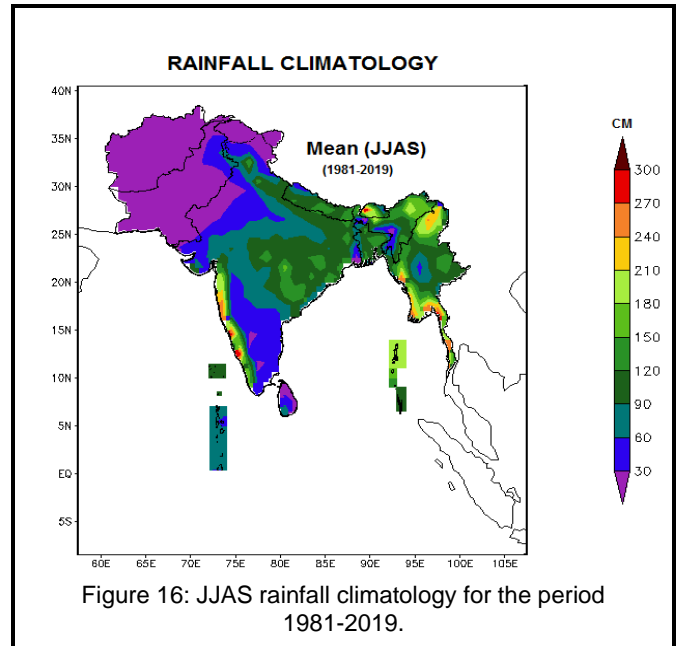 RAINFALL CLIMATOLOGY
40N
35N
30N
25N
20N
15N
10N
5N
EQ
5S
Mean (JJAS)
(1981-2019)
60E 65E 70E 75E 80E 85E 90E 95E 100E 105E
CM
300
270
240
210
180
150
120
90
60
30
Figure 16: JJAS rainfall climatology for the period
1981-2019.